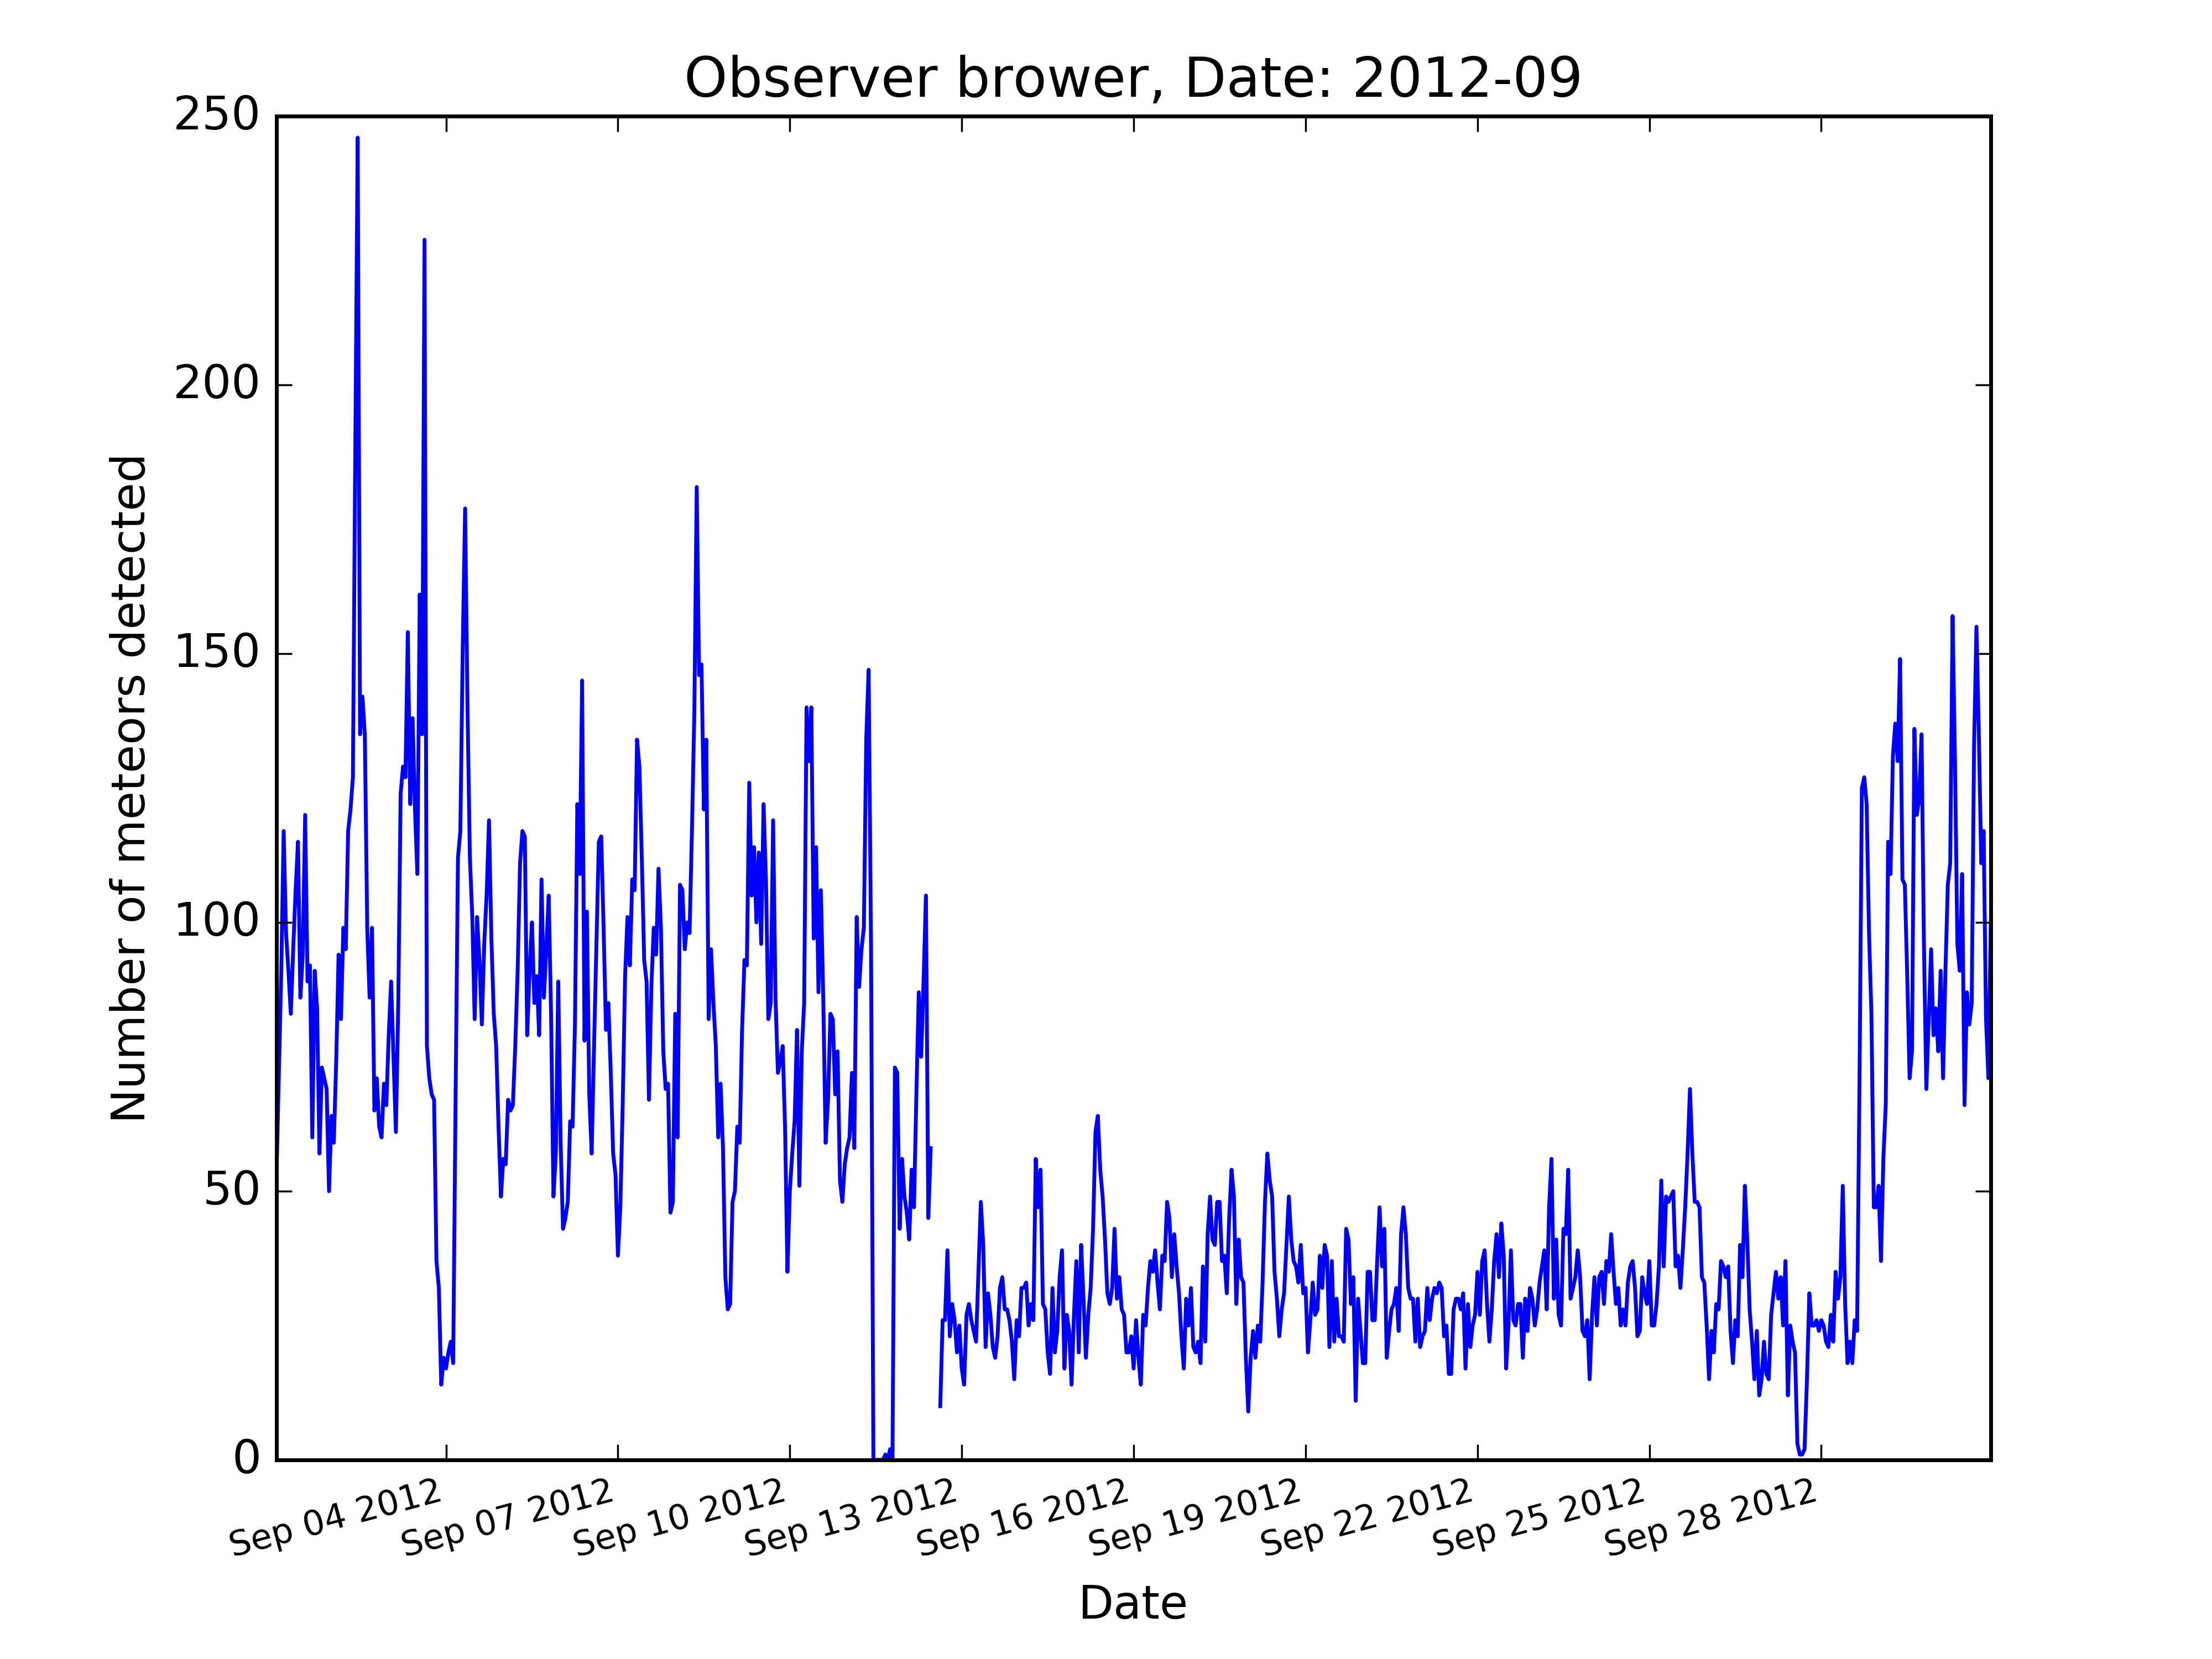 Observer brower, Date: 2012-09
250
200
150
100
50
0
Number of meteors detected
Sep 04 2012
Sep 07 2012
Sep 10 2012
Sep 13 2012
Sep 16 2012
Sep 19 2012
Sep 22 2012
Sep 25 2012
Sep 28 2012
Date